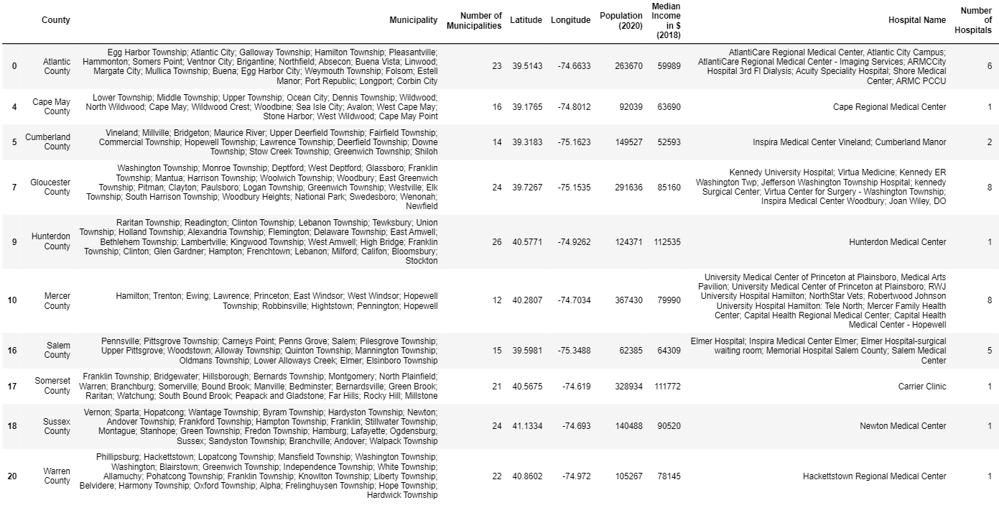 County Municipality Number of Municipalities Latitude Longitude Population (2020) Median Income in $ (2018) Hospital Name Number of Hospitals
0 Atlantic County Egg Harbor Township; Atlantic City; Galloway Township; Hamilton Township; Pleasantville; Hammonton; Somers Point; Ventnor City; Brigantine; Northfield; Absecon; Buena Vista; Linwood; Margate City; Mullica Township; Buena; Egg Harbor City; Weymouth Township; Folsom; Estell Manor; Port Republic; Longport; Corbin City 23 39.5143 -74.6633 263670 59989 AtlantiCare Regional Medical Center, Atlantic City Campus; AtlantiCare Regional Medical Center - Imaging Services; ARMCCity Hospital 3rd Fl Dialysis; Acuity Speciality Hospital; Shore Medical Center; ARMC PCCU 6
4 Cape May County Lower Township; Middle Township; Upper Township; Ocean City; Dennis Township; Wildwood; North Wildwood; Cape May; Wildwood Crest; Woodbine; Sea Isle City; Avalon; West Cape May; Stone Harbor; West Wildwood; Cape May Point 16 39.1765 -74.8012 92039 63690 Cape Regional Medical Center 1
5 Cumberland County Vineland; Millville; Bridgeton; Maurice River; Upper Deerfield Township; Fairfield Township; Commercial Township; Hopewell Township; Lawrence Township; Deerfield Township; Downe Township; Stow Creek Township; Greenwich Township; Shiloh 14 39.3183 -75.1623 149527 52593 Inspira Medical Center Vineland; Cumberland Manor 2
7 Gloucester County Washington Township; Monroe Township; Deptford; West Deptford; Glassboro; Franklin Township; Mantua; Harrison Township; Woolwich Township; Woodbury; East Greenwich Township; Pitman; Clayton; Paulsboro; Logan Township; Greenwich Township; Westville; Elk Township; South Harrison Township; Woodbury Heights; National Park; Swedesboro; Wenonah; Newfield 24 39.7267 -75.1535 291636 85160 Kennedy University Hospital; Virtua Medicine; Kennedy ER Washington Twp; Jefferson Washington Township Hospital; kennedy Surgical Center; Virtua Center for Surgery - Washington Township; Inspira Medical Center Woodbury; Joan Wiley, DO 8
9 Hunterdon County Raritan Township; Readington; Clinton Township; Lebanon Township; Tewksbury; Union Township; Holland Township; Alexandria Township; Flemington; Delaware Township; East Amwell; Bethlehem Township; Lambertville; Kingwood Township; West Amwell; High Bridge; Franklin Township; Clinton; Glen Gardner; Hampton; Frenchtown; Lebanon; Milford; Califon; Bloomsbury; Stockton 26 40.5771 -74.9262 124371 112535 Hunterdon Medical Center 1
10 Mercer County Hamilton; Trenton; Ewing; Lawrence; Princeton; East Windsor; West Windsor; Hopewell Township; Robbinsville; Hightstown; Pennington; Hopewell 12 40.2807 -74.7034 367430 79990 University Medical Center of Princeton at Plainsboro, Medical Arts Pavilion; University Medical Center of Princeton at Plainsboro; RWJ University Hospital Hamilton; NorthStar Vets; Robertwood Johnson University Hospital Hamilton: Tele North; Mercer Family Health Center; Capital Health Regional Medical Center; Capital Health Medical Center - Hopewell 8
16 Salem County Pennsville; Pittsgrove Township; Carneys Point; Penns Grove; Salem; Pilesgrove Township; Upper Pittsgrove; Woodstown; Alloway Township; Quinton Township; Mannington Township; Oldmans Township; Lower Alloways Creek; Elmer; Elsinboro Township 15 39.5981 -75.3488 62385 64309 Elmer Hospital; Inspira Medical Center Elmer; Elmer Hospital-surgical waiting room; Memorial Hospital Salem County; Salem Medical Center 5
17 Somerset County Franklin Township; Bridgewater; Hillsborough; Bernards Township; Montgomery; North Plainfield; Warren; Branchburg; Somerville; Bound Brook; Manville; Bedminster; Bernardsville; Green Brook; Raritan; Watchung; South Bound Brook; Peapack and Gladstone; Far Hills; Rocky Hill; Millstone 21 40.5675 -74.619 328934 111772 Carrier Clinic 1
18 Sussex County Vernon; Sparta; Hopatcong; Wantage Township; Byram Township; Hardyston Township; Newton; Andover Township; Frankford Township; Hampton Township; Franklin; Stillwater Township; Montague; Stanhope; Green Township; Fredon Township; Hamburg; Lafayette; Ogdensburg; Sussex; Sandyston Township; Branchville; Andover; Walpack Township 24 41.1334 -74.693 140488 90520 Newton Medical Center 1
20 Warren County Phillipsburg; Hackettstown; Lopatcong Township; Mansfield Township; Washington Township; Washington; Blairstown; Greenwich Township; Independence Township; White Township; Allamuchy; Pohatcong Township; Franklin Township; Knowlton Township; Liberty Township; Belvidere; Harmony Township; Oxford Township; Alpha; Frelinghuysen Township; Hope Township; Hardwick Township 22 40.8602 -74.972 105267 78145 Hackettstown Regional Medical Center 1